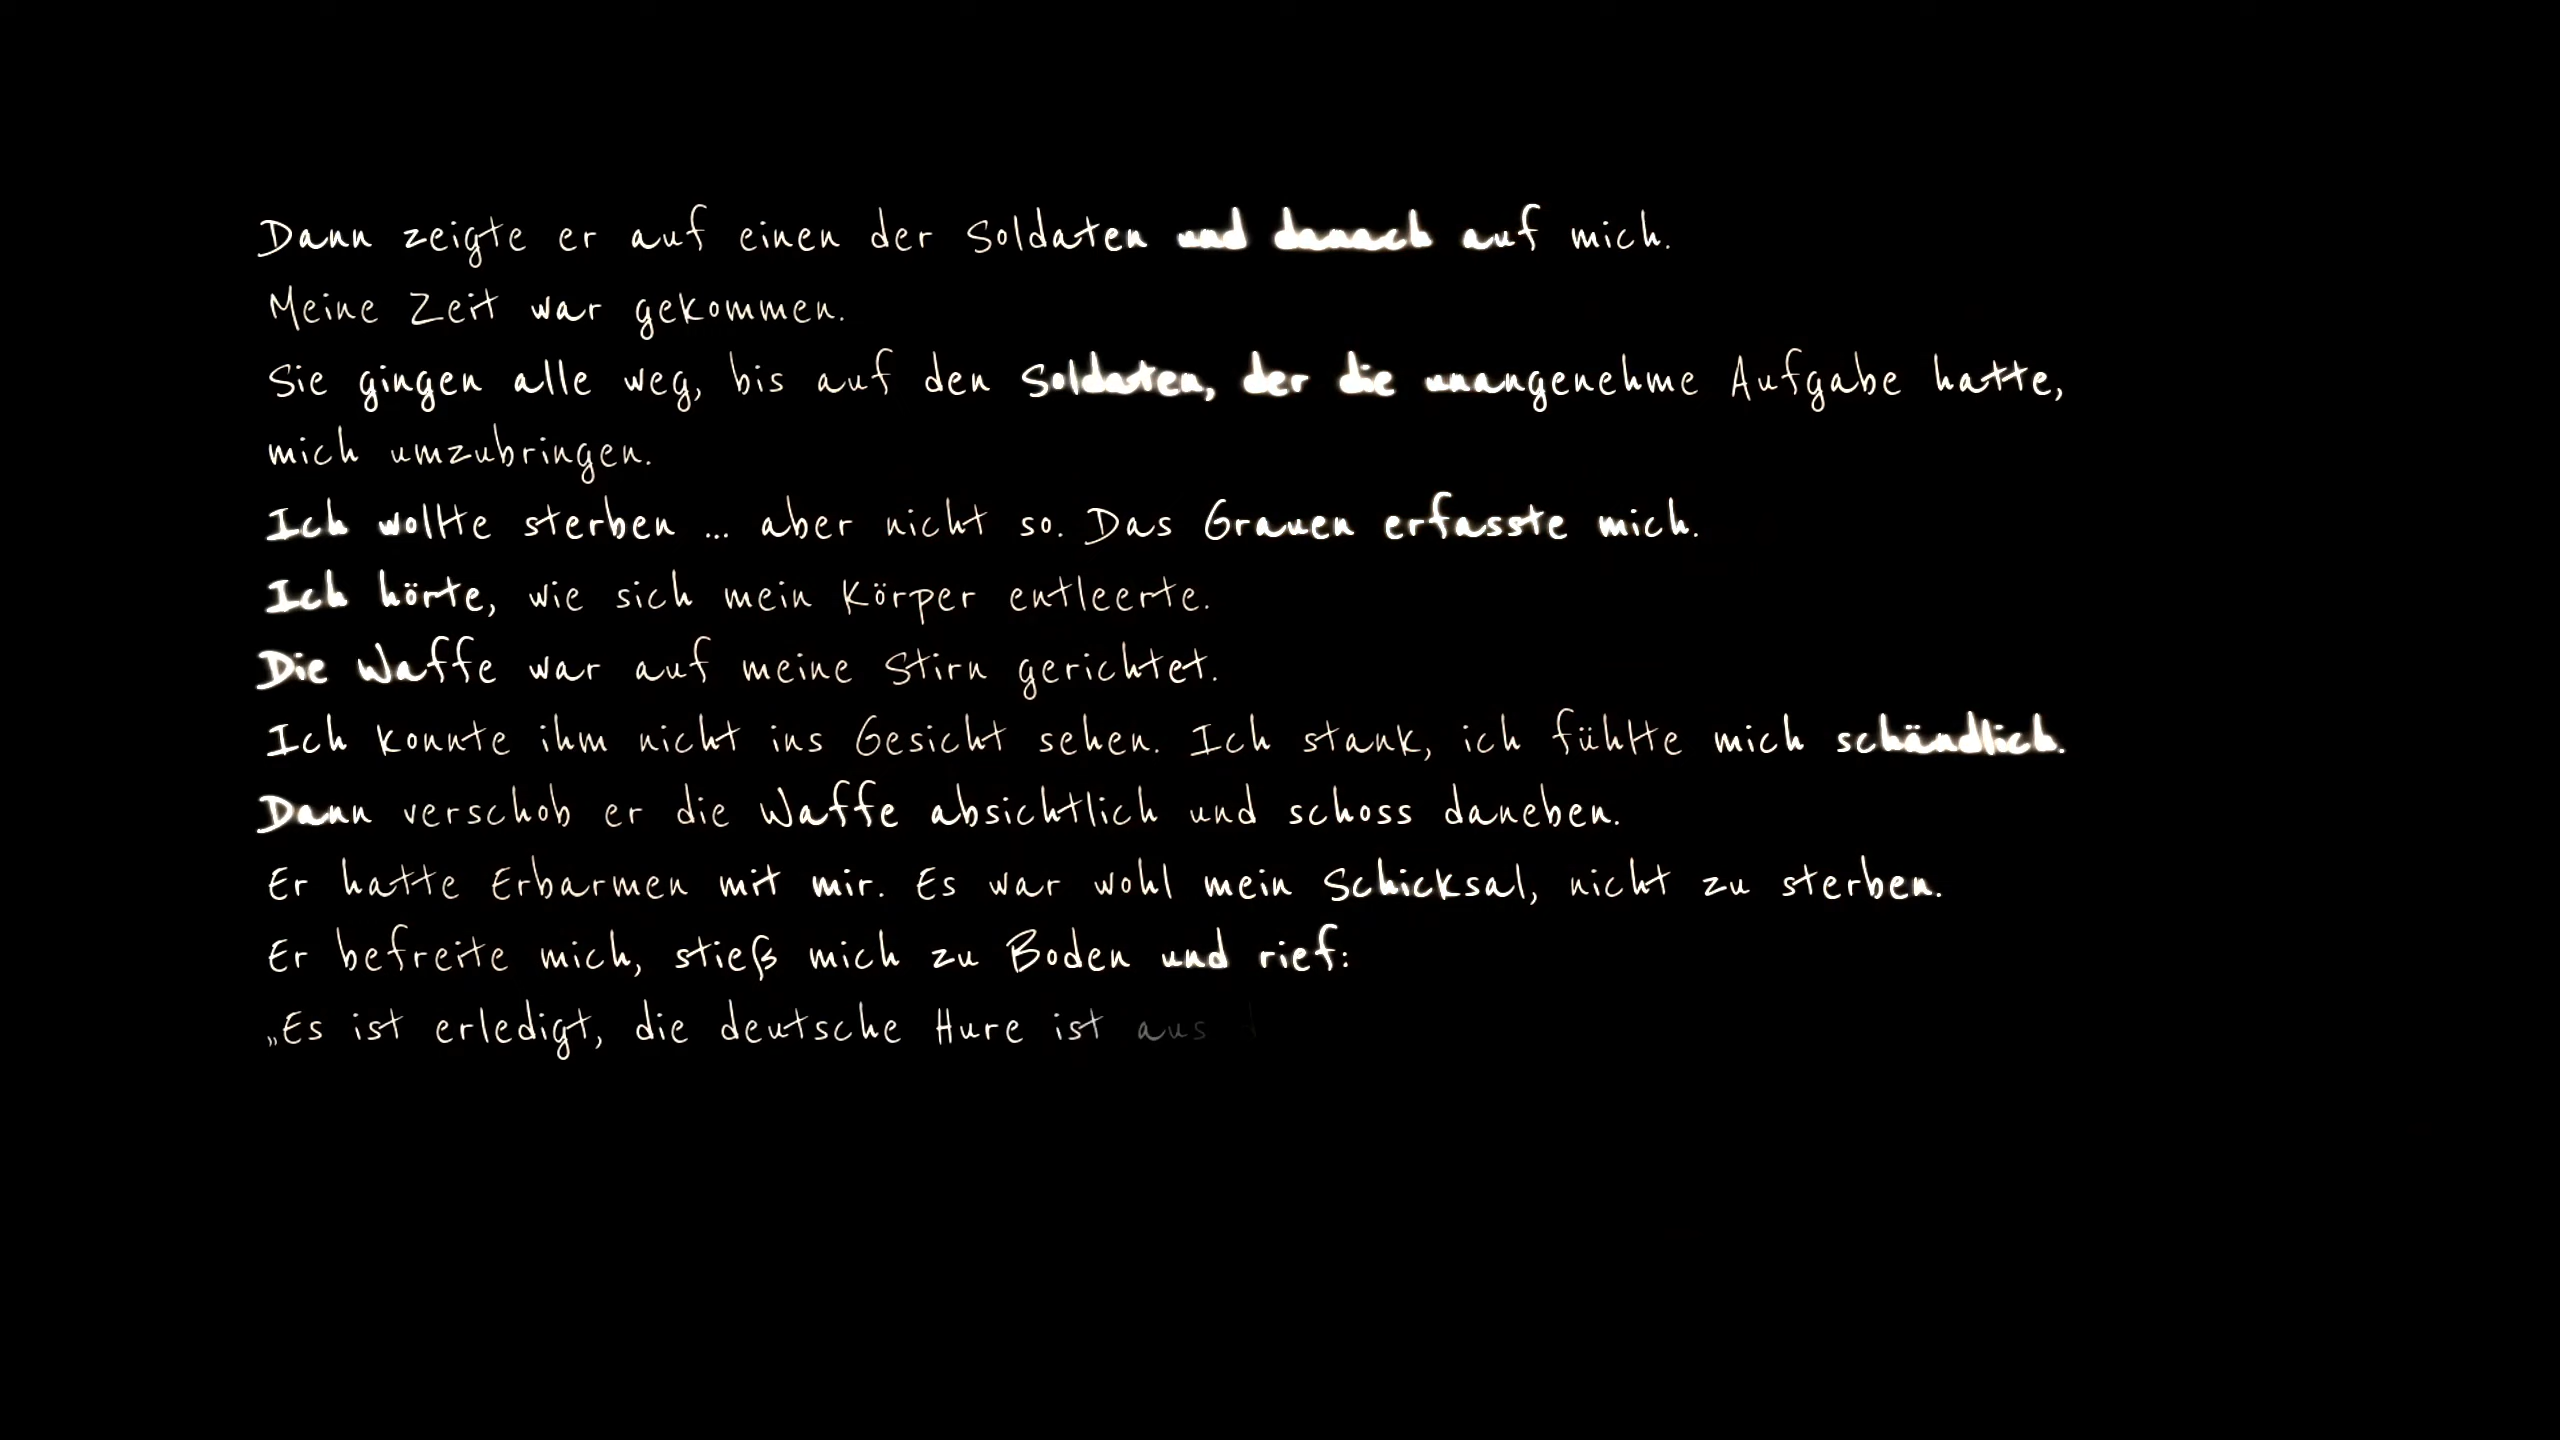 Dann zeigte er auf einen der Soldaten und danach auf mich.
Meine Zeit war gekommen.
Sie gingen alle weg, bis auf den Soldaten, der die unangenehme Aufgabe hatte,
mich umzubringen.
Ich wollte sterben ... aber nicht so. Das Grauen erfasste mich.
Ich hörte, wie sich mein Körper entleerte.
Die Waffe war auf meine Stirn gerichtet.
Ich konnte ihm nicht ins Gesicht sehen. Ich stank, ich fühlte mich schändlich.
Dann verschob er die Waffe absichtlich und schoss daneben.
Er hatte Erbarmen mit mir. Es war wohl mein Schicksal, nicht zu sterben.
Er befreite mich, stieß mich zu Boden und rief:
„Es ist erledigt, die deutsche Hure ist aus